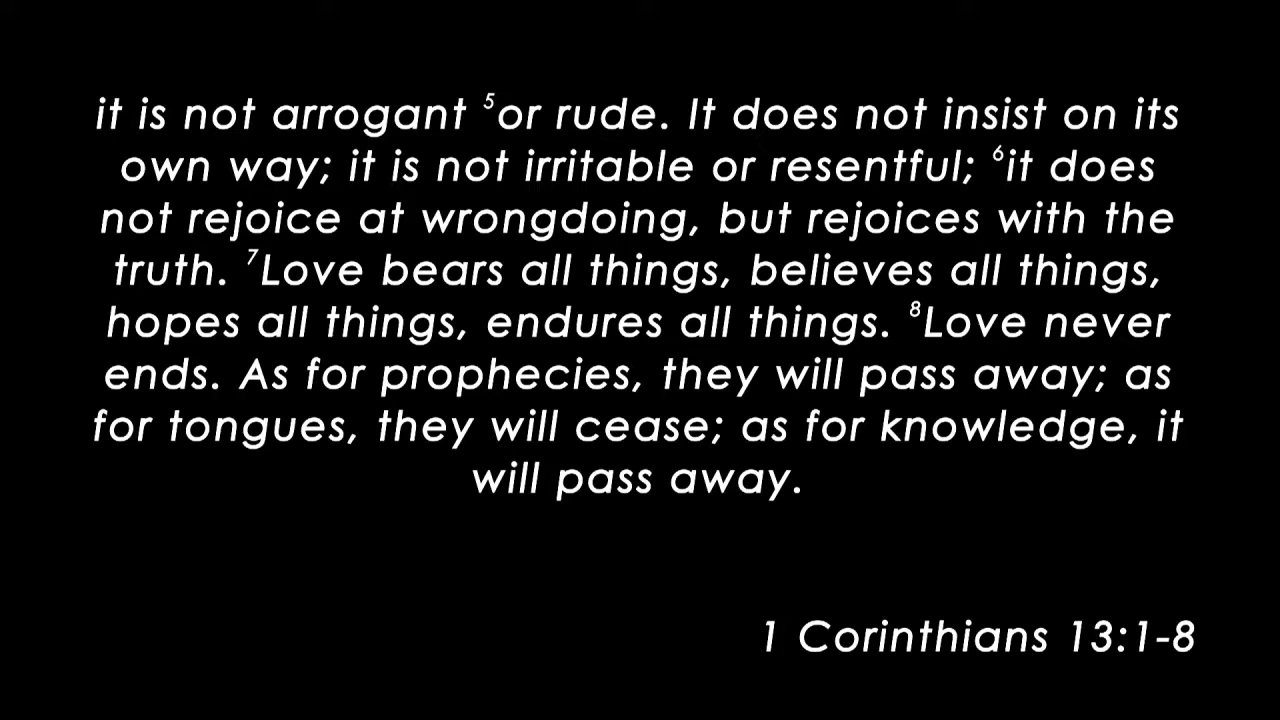 it is not arrogant ⁵or rude. It does not insist on its
own way; it is not irritable or resentful; ⁶it does
not rejoice at wrongdoing, but rejoices with the
truth. ⁷Love bears all things, believes all things,
hopes all things, endures all things. ⁸Love never
ends. As for prophecies, they will pass away; as
for tongues, they will cease; as for knowledge, it
will pass away.
1 Corinthians 13:1-8